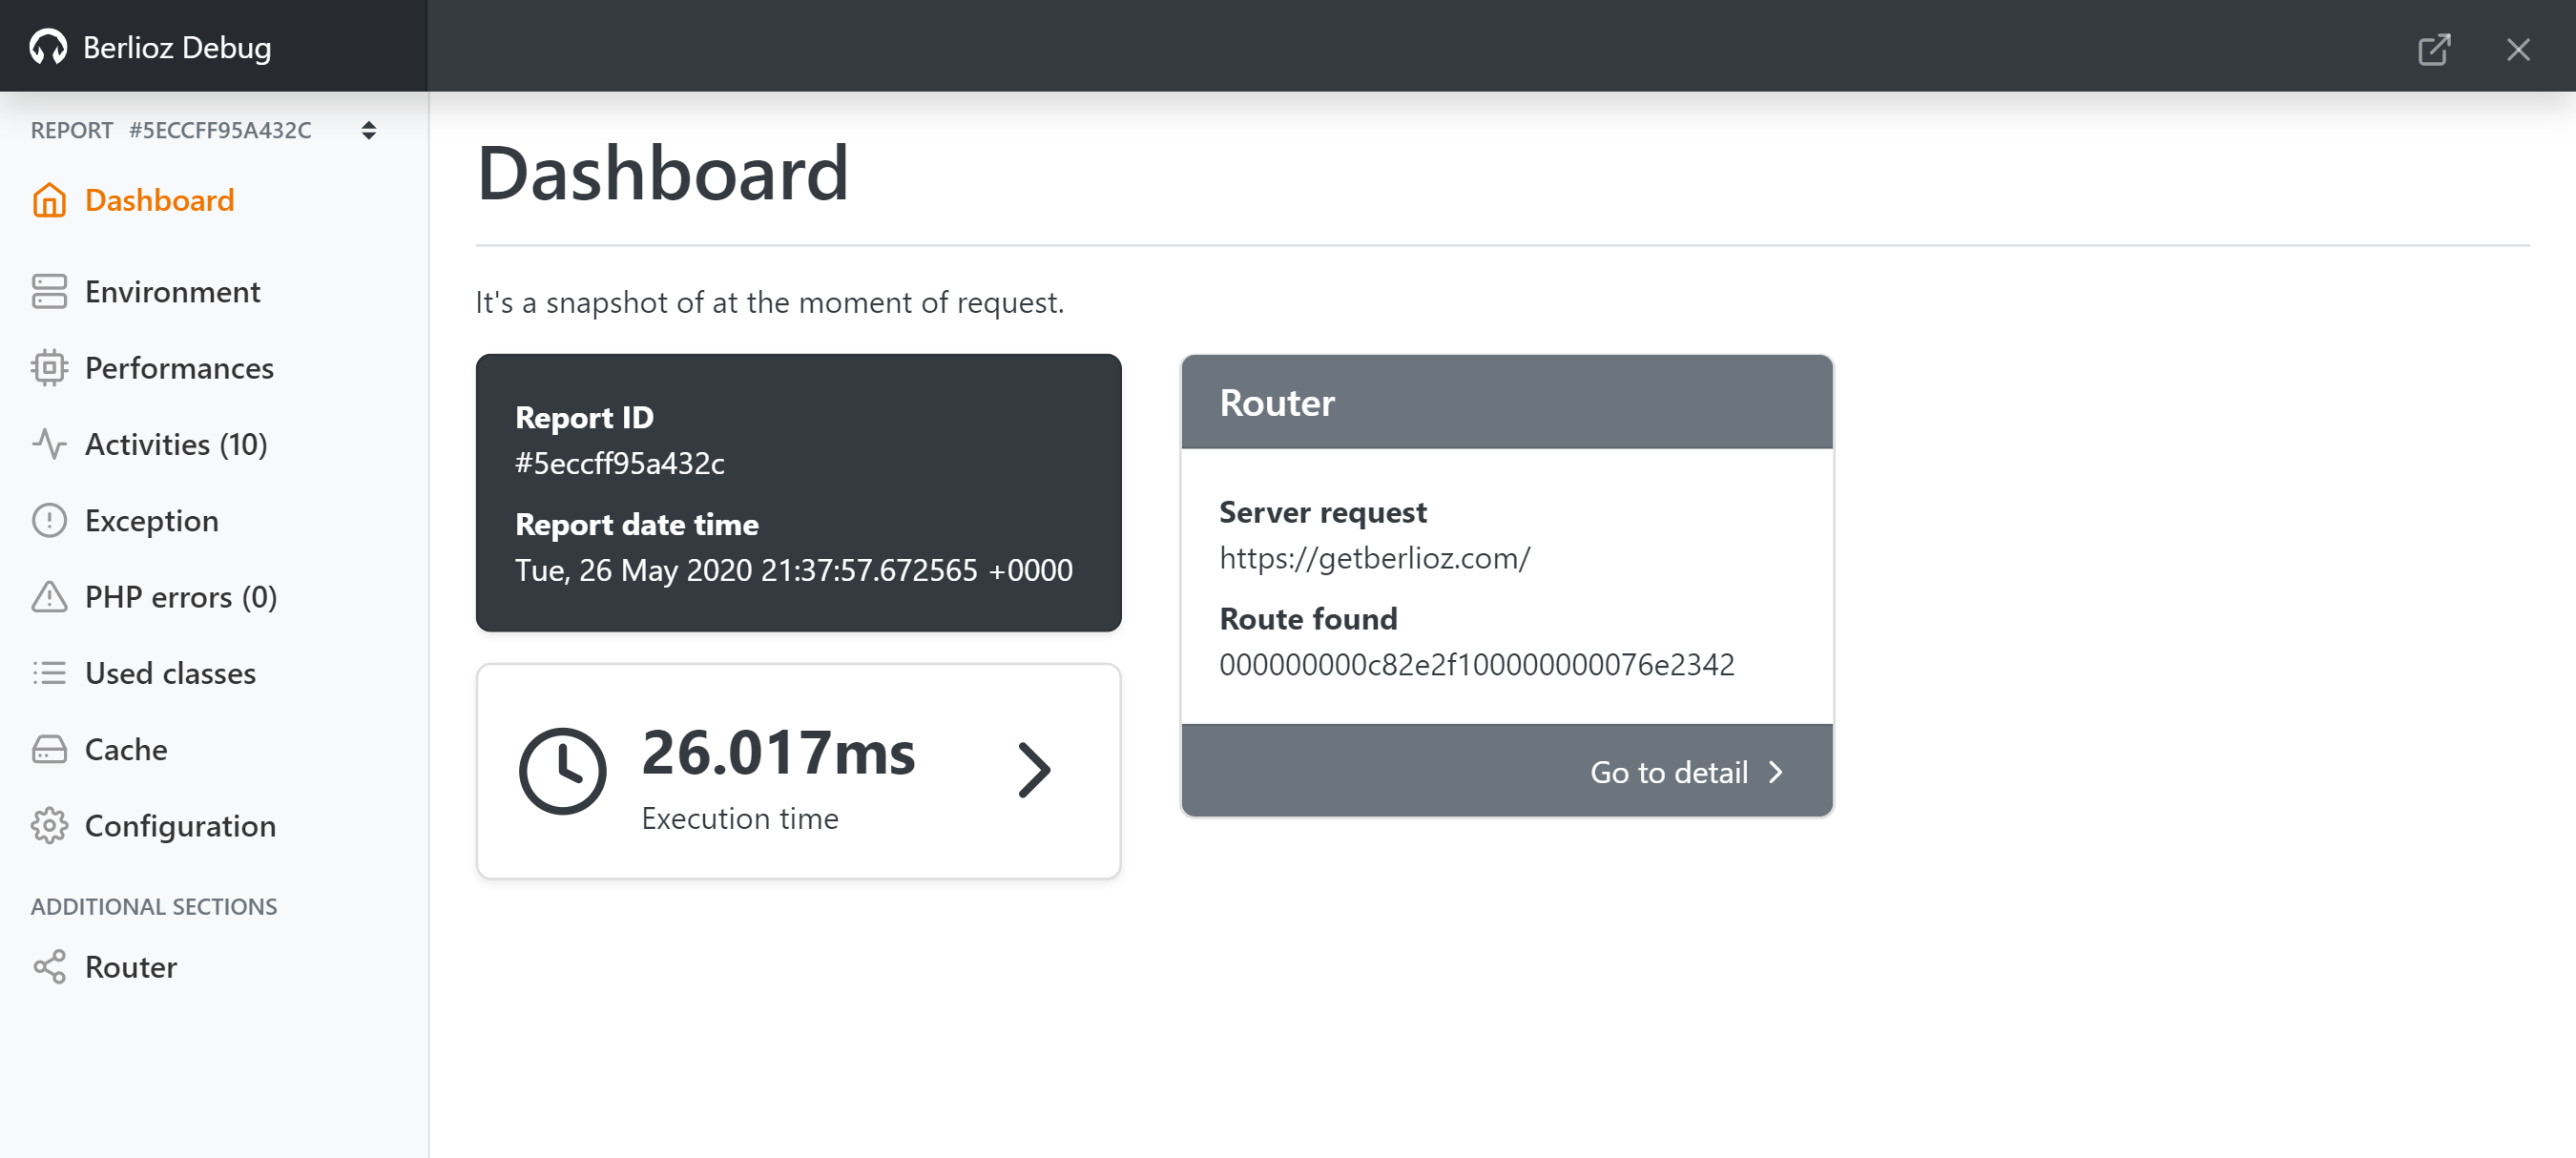 Berlioz Debug
REPORT #5ECCFF95A432C
Dashboard
Environment
Performances
Activities (10)
Exception
PHP errors (0)
Used classes
Cache
Configuration
ADDITIONAL SECTIONS
Router
Dashboard
It's a snapshot of at the moment of request.
Report ID
#5eccff95a432c
Report date time
Tue, 26 May 2020 21:37:57.672565 +0000
26.017ms
Execution time
Router
Server request
https://getberlioz.com/
Route found
000000000c82e2f100000000076e2342
Go to detail